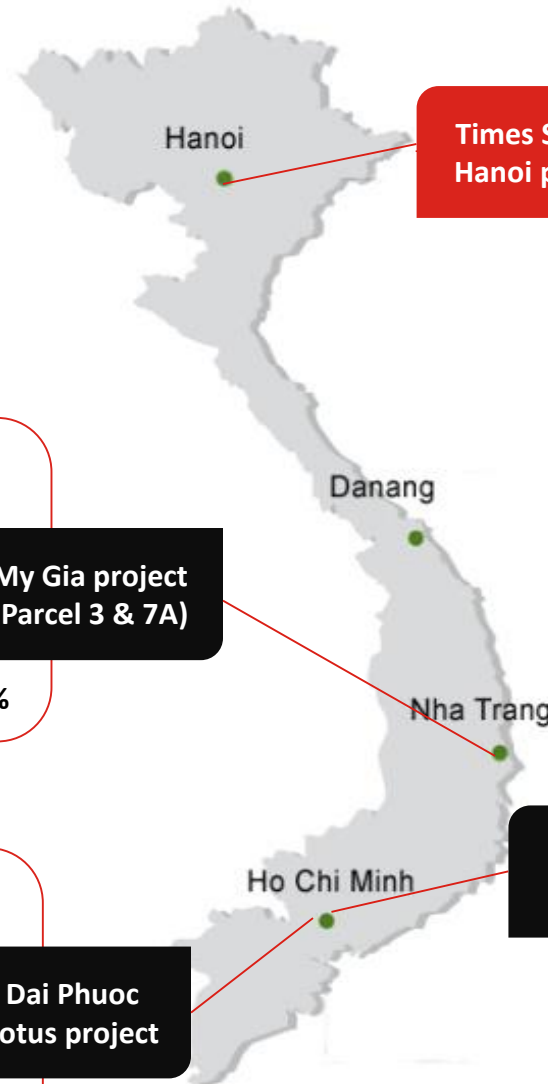 Hanoi
Times
Hanoi
Danang
My Gia project
(Parcel 3 & 7A)
%
Nha Trang
Ho Chi Minh
Dai Phuoc
project